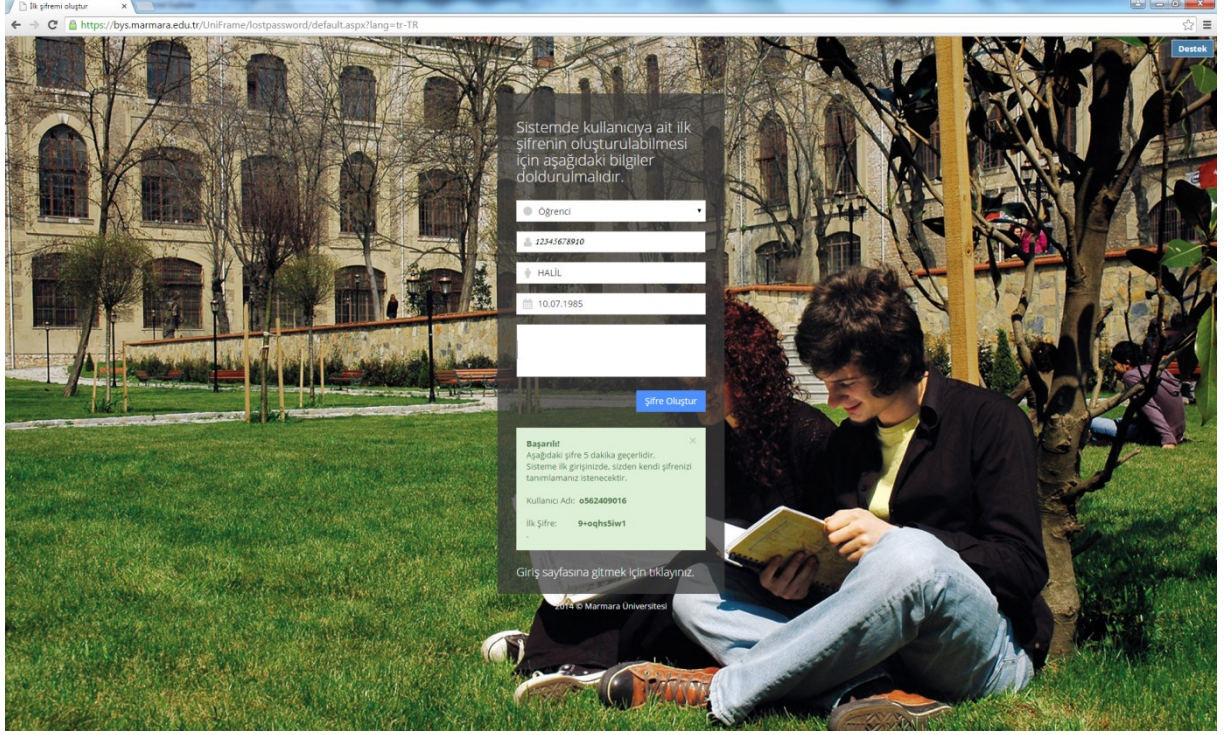 İlk şifremi oluştur
https://bys.marmara.edu.tr/UniFrame/lostpassword/default.aspx?lang=tr-TR
Destek
Sistemde kullanıcıya ait ilk
şifrenin oluşturulabilmesi
için aşağıdaki bilgiler
doldurulmalıdır.
Öğrenci
12345678910
HALİL
10.07.1985
Şifre Oluştur
Başarılı!
Aşağıdaki şifre 5 dakika geçerlidir.
Sisteme ilk girişinizde, sizden kendi şifrenizi
tanımlamanız istenecektir.
Kullanıcı Adı: o562409016
İlk Şifre: 9+oqhs5iw1
.
Giriş sayfasına gitmek için tıklayınız.
2014 © Marmara Üniversitesi